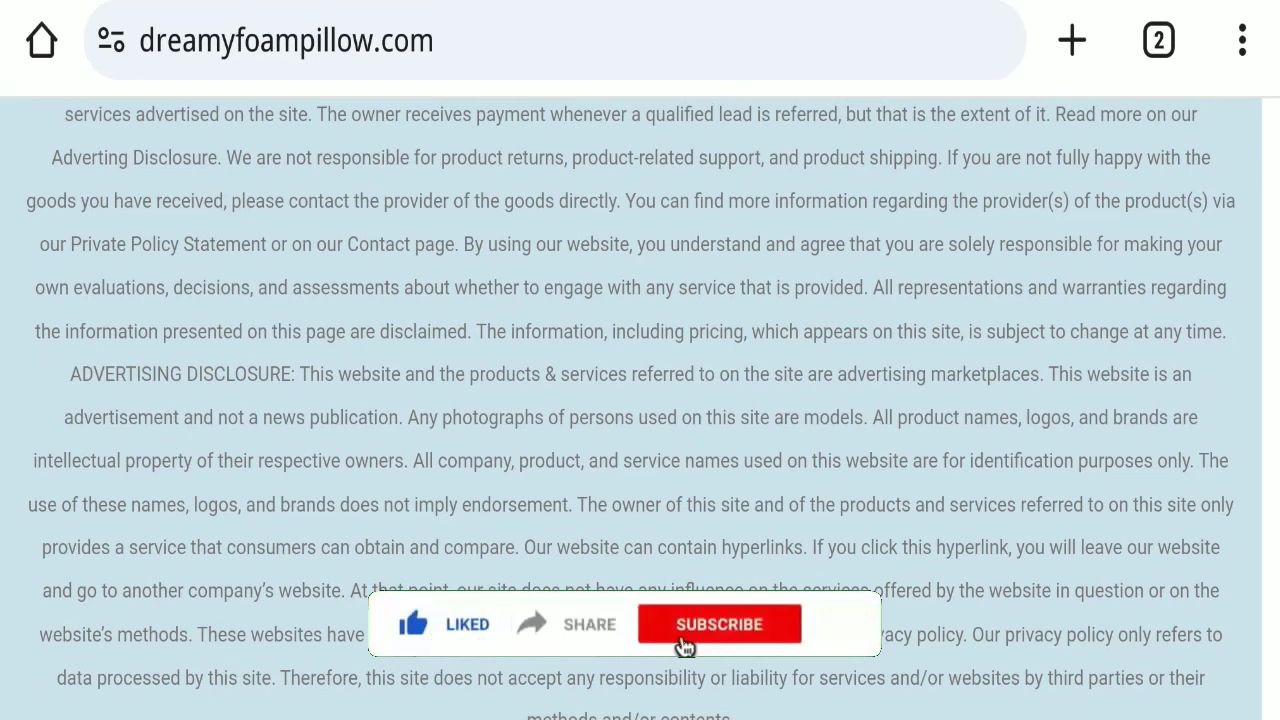 dreamyfoampillow.com
2
services advertised on the site. The owner receives payment whenever a qualified lead is referred, but that is the extent of it. Read more on our
Adverting Disclosure. We are not responsible for product returns, product-related support, and product shipping. If you are not fully happy with the
goods you have received, please contact the provider of the goods directly. You can find more information regarding the provider(s) of the product(s) via
our Private Policy Statement or on our Contact page. By using our website, you understand and agree that you are solely responsible for making your
own evaluations, decisions, and assessments about whether to engage with any service that is provided. All representations and warranties regarding
the information presented on this page are disclaimed. The information, including pricing, which appears on this site, is subject to change at any time.
ADVERTISING DISCLOSURE: This website and the products & services referred to on the site are advertising marketplaces. This website is an
advertisement and not a news publication. Any photographs of persons used on this site are models. All product names, logos, and brands are
intellectual property of their respective owners. All company, product, and service names used on this website are for identification purposes only. The
use of these names, logos, and brands does not imply endorsement. The owner of this site and of the products and services referred to on this site only
provides a service that consumers can obtain and compare. Our website can contain hyperlinks. If you click this hyperlink, you will leave our website
and go to another company's website. At that point, our site does not have any influence on the services offered by the website in question or on the
website's methods. These websites have
LIKED SHARE SUBSCRIBE
policy. Our privacy policy only refers to
data processed by this site. Therefore, this site does not accept any responsibility or liability for services and/or websites by third parties or their
methods and/or contents.